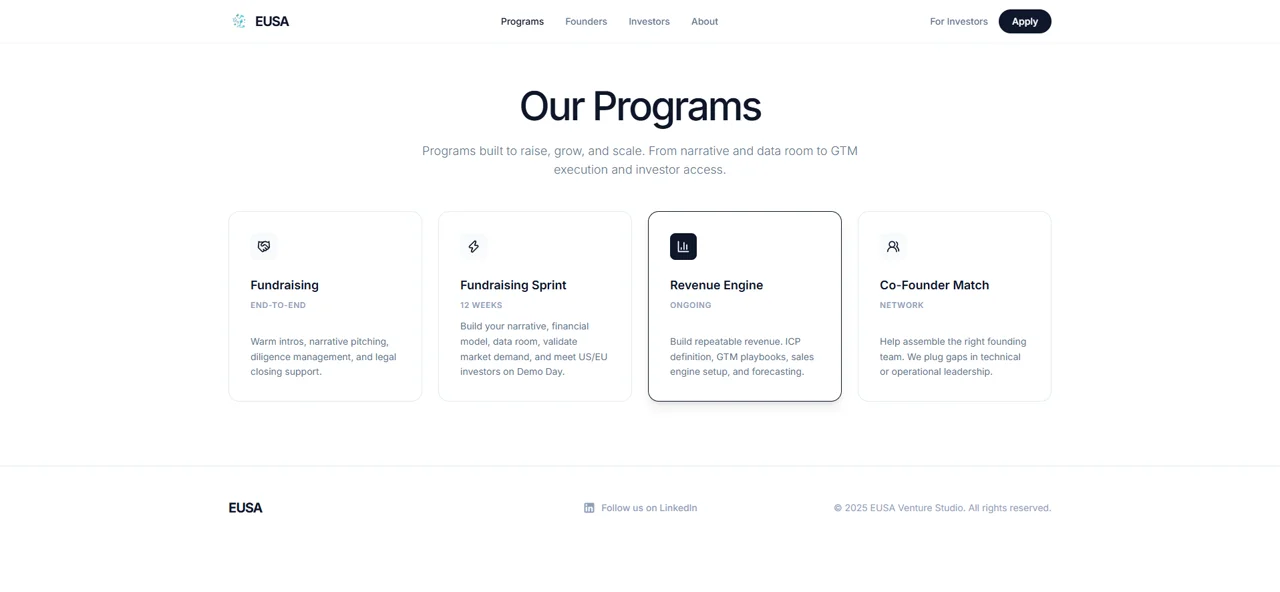 EUSA
Programs
Founders
Investors
About
For Investors
Apply
Our Programs
Programs built to raise, grow, and scale. From narrative and data room to GTM
execution and investor access.
Fundraising
END-TO-END
Warm intros, narrative pitching,
diligence management, and legal
closing support.
Fundraising Sprint
12 WEEKS
Build your narrative, financial
model, data room, validate
market demand, and meet US/EU
investors on Demo Day.
Revenue Engine
ONGOING
Build repeatable revenue. ICP
definition, GTM playbooks, sales
engine setup, and forecasting.
Co-Founder Match
NETWORK
Help assemble the right founding
team. We plug gaps in technical
or operational leadership.
EUSA
Follow us on LinkedIn
© 2025 EUSA Venture Studio. All rights reserved.